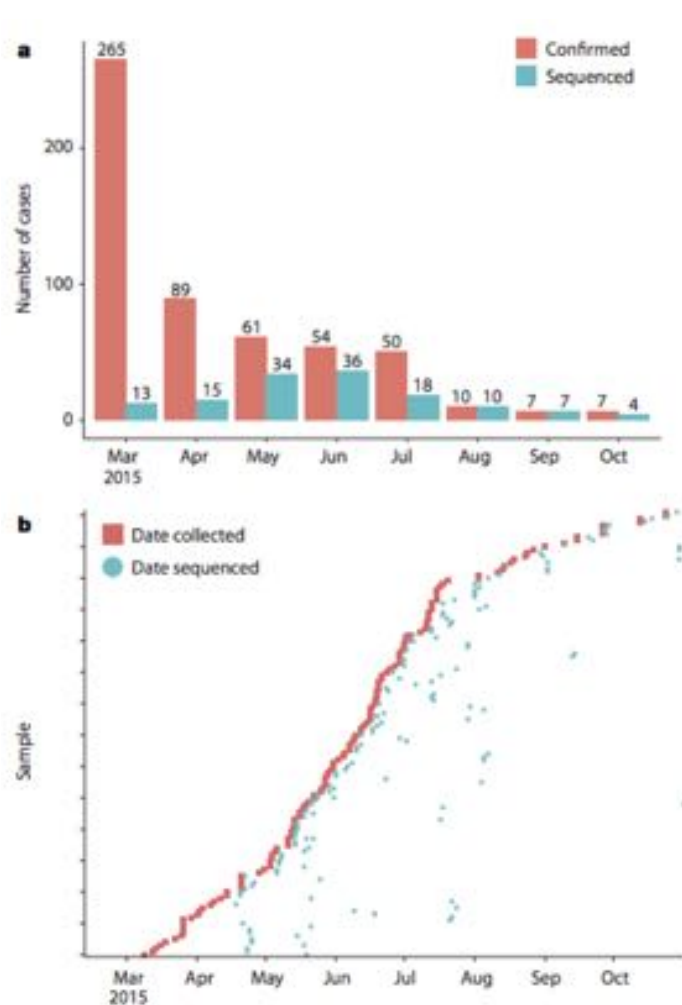 a
265
Confirmed
Sequenced
200
Number of cases
100
89
61
54
50
34
36
13
15
18
10 10
7 7
7 4
0
Mar Apr May Jun Jul Aug Sep Oct
2015
b
Date collected
Date sequenced
Sample
Mar Apr May Jun Jul Aug Sep Oct
2015